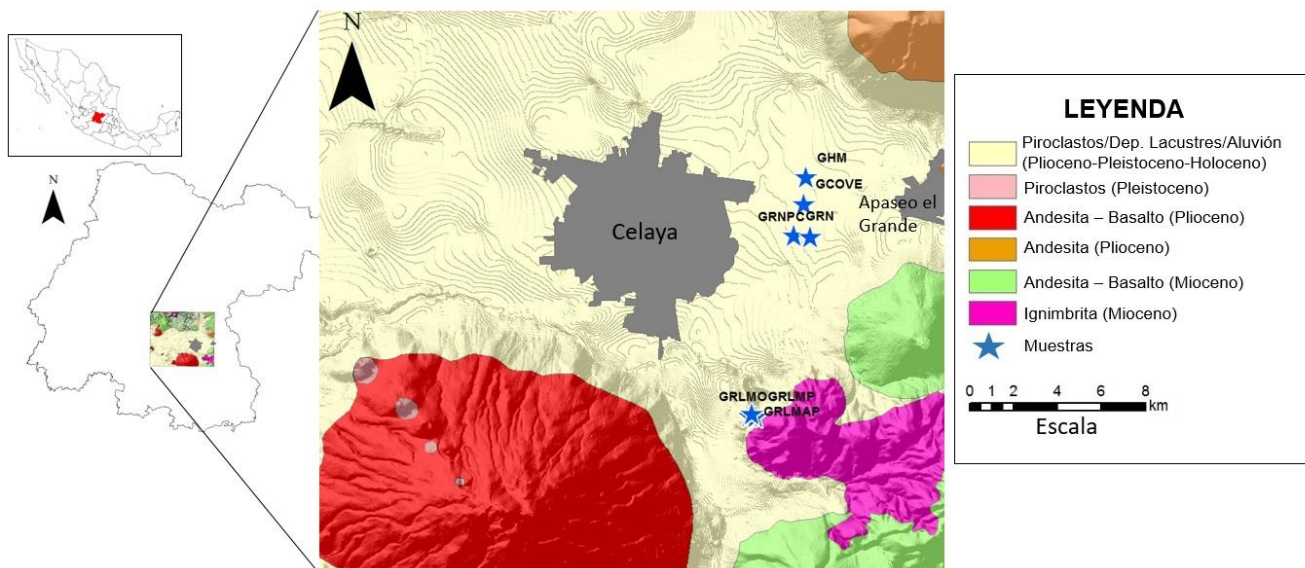 N
N
GHM
GCOVE
GRNPCGRN
Apaseo el
Grande
Celaya
GRLMOGRLMP
GRLMAP
LEYENDA
Piroclastos/Dep. Lacustres/Aluvión
(Plioceno-Pleistoceno-Holoceno)
Piroclastos (Pleistoceno)
Andesita – Basalto (Plioceno)
Andesita (Plioceno)
Andesita – Basalto (Mioceno)
Ignimbrita (Mioceno)
Muestras
0 1 2 4 6 8
km
Escala